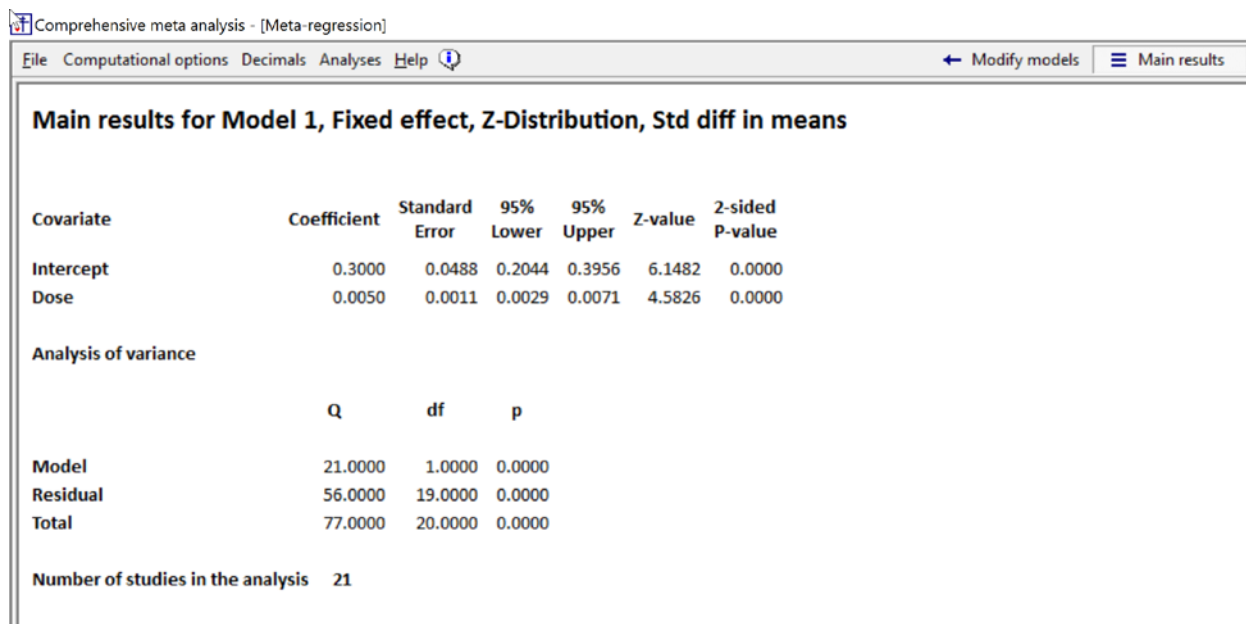 Comprehensive meta analysis - [Meta-regression]
File Computational options Decimals Analyses Help Modify models Main results
Main results for Model 1, Fixed effect, Z-Distribution, Std diff in means
Covariate Coefficient Standard Error 95% Lower 95% Upper Z-value 2-sided P-value
Intercept 0.3000 0.0488 0.2044 0.3956 6.1482 0.0000
Dose 0.0050 0.0011 0.0029 0.0071 4.5826 0.0000
Analysis of variance
Q df p
Model 21.0000 1.0000 0.0000
Residual 56.0000 19.0000 0.0000
Total 77.0000 20.0000 0.0000
Number of studies in the analysis 21